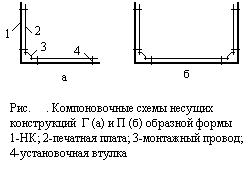 1
2
3
4
а
б
Рис. . Компоновочные схемы несущих
конструкций Г (а) и П (б) образной формы
1-НК; 2-печатная плата; 3-монтажный провод;
4-установочная втулка